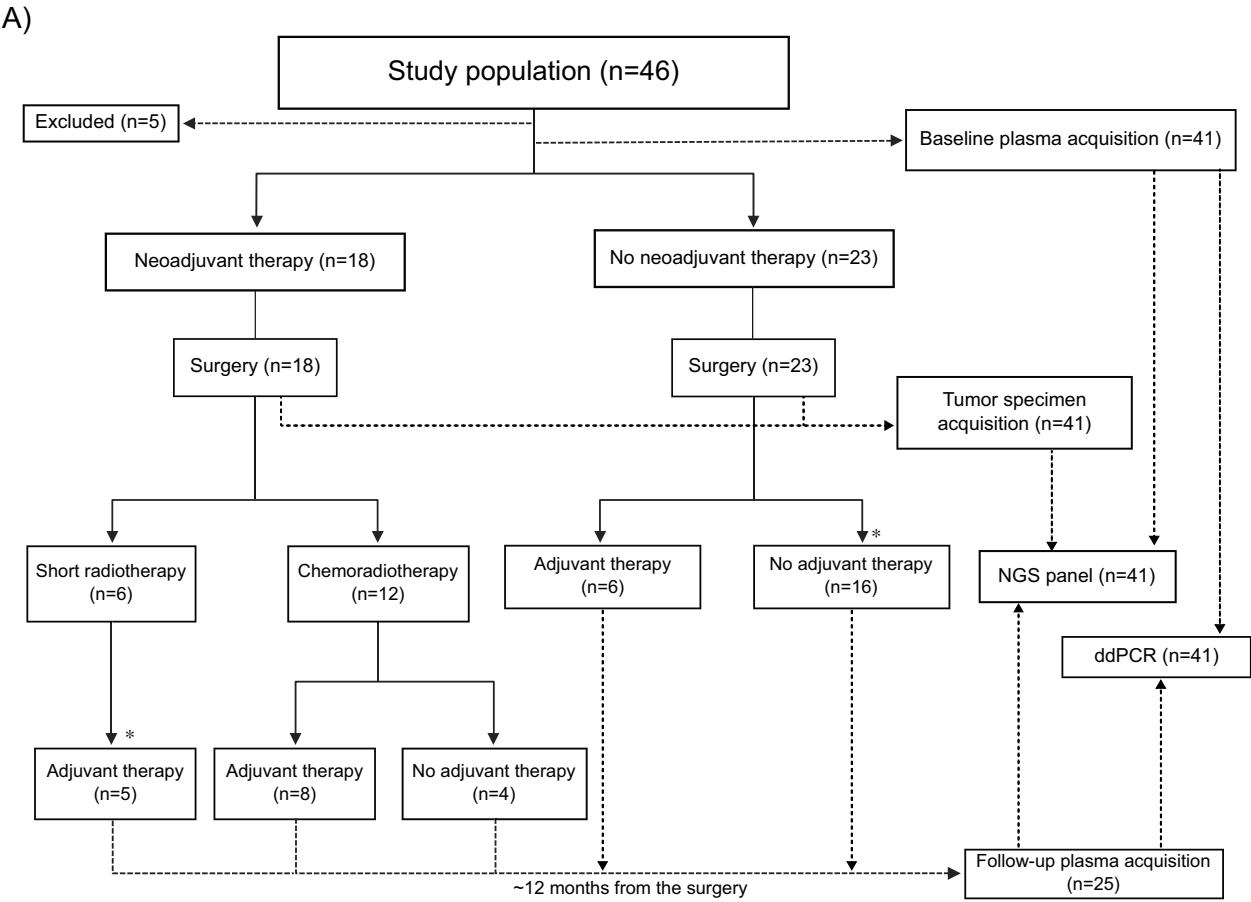 A)
Study population (n=46)
Excluded (n=5)
Baseline plasma acquisition (n=41)
Neoadjuvant therapy (n=18)
No neoadjuvant therapy (n=23)
Surgery (n=18)
Surgery (n=23)
Tumor specimen
acquisition (n=41)
Short radiotherapy
(n=6)
Chemoradiotherapy
(n=12)
Adjuvant therapy
(n=6)
*
No adjuvant therapy
(n=16)
NGS panel (n=41)
ddPCR (n=41)
*
Adjuvant therapy
(n=5)
Adjuvant therapy
(n=8)
No adjuvant therapy
(n=4)
Follow-up plasma acquisition
(n=25)
~12 months from the surgery